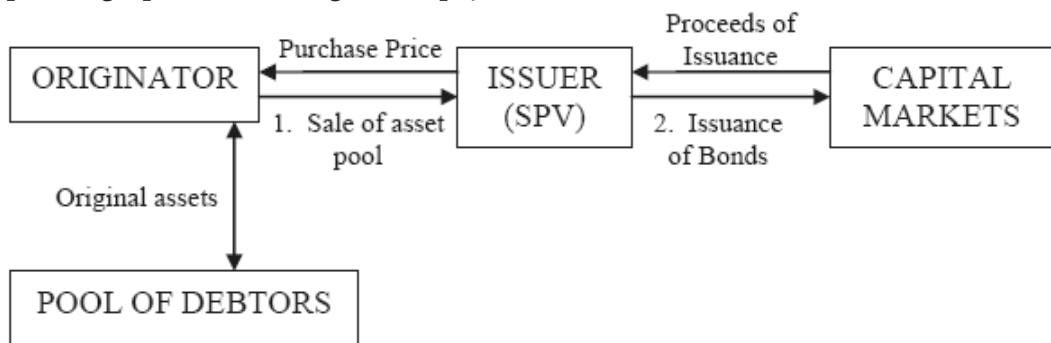 Purchase Price
Proceeds of
Issuance
ORIGINATOR
ISSUER
(SPV)
CAPITAL
MARKETS
1. Sale of asset
pool
2. Issuance
of Bonds
Original assets
POOL OF DEBTORS